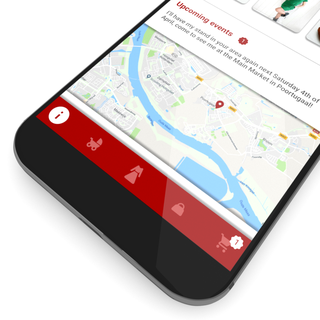 Upcoming events
I'll have my stand in your area again next Saturday 4th of
April, come to see me at the Main Market in Poortugaal!